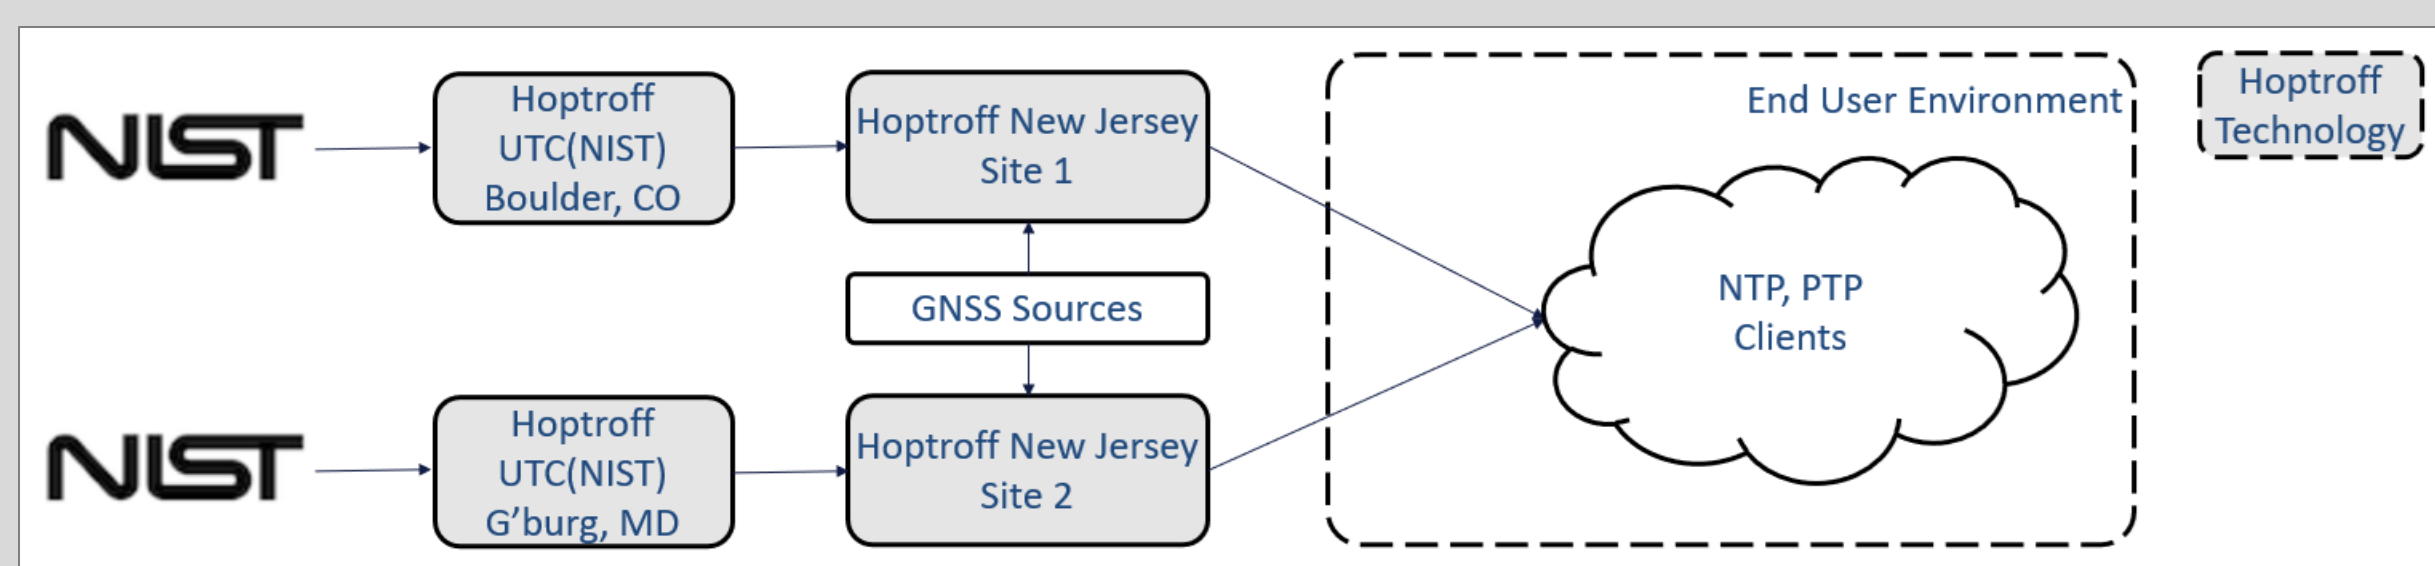 NIST
Hoptroff
UTC(NIST)
Boulder, CO
Hoptroff New Jersey
Site 1
End User Environment
Hoptroff
Technology
GNSS Sources
NTP, PTP
Clients
NIST
Hoptroff
UTC(NIST)
G’burg, MD
Hoptroff New Jersey
Site 2